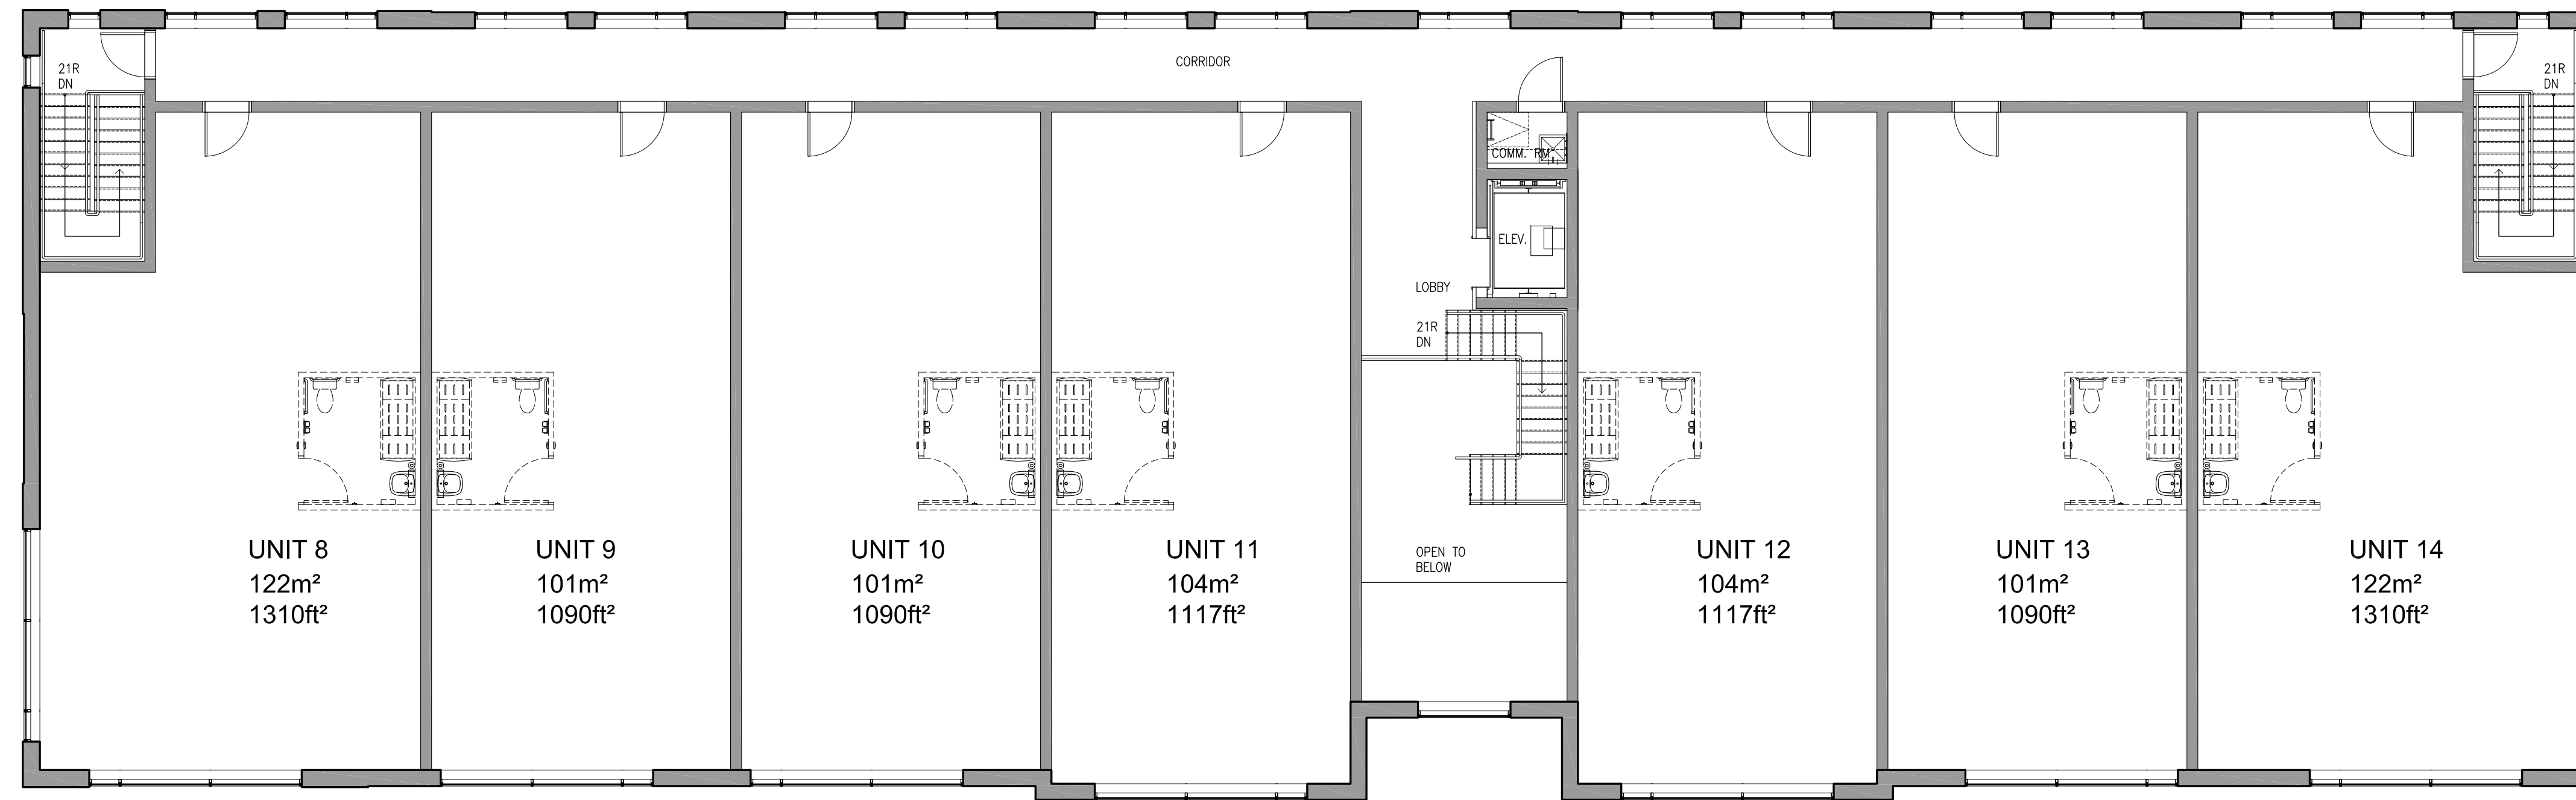 CORRIDOR
21R
DN
21R
DN
COMM. RM.
ELEV.
LOBBY
21R
DN
OPEN TO
BELOW
UNIT 8
122m²
1310ft²
UNIT 9
101m²
1090ft²
UNIT 10
101m²
1090ft²
UNIT 11
104m²
1117ft²
UNIT 12
104m²
1117ft²
UNIT 13
101m²
1090ft²
UNIT 14
122m²
1310ft²